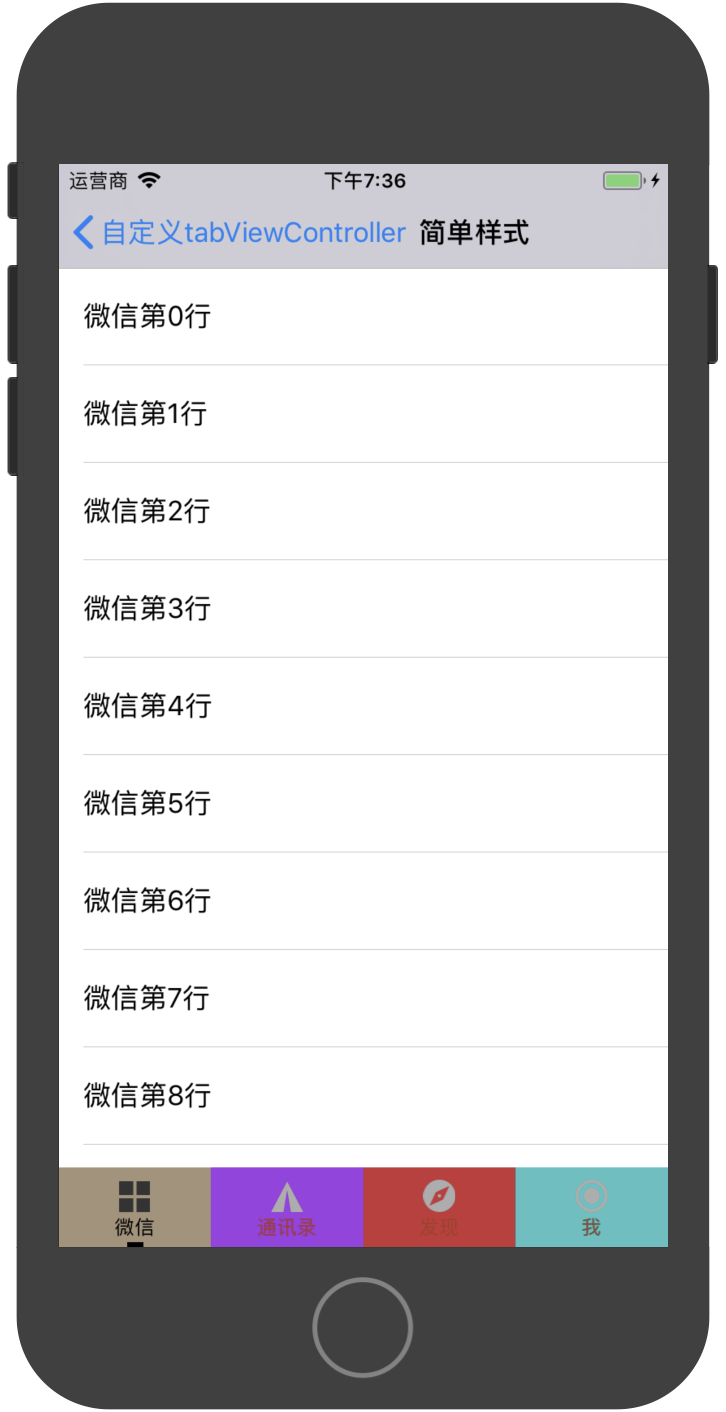 运营商 下午7:36
自定义tabViewController 简单样式
微信第0行
微信第1行
微信第2行
微信第3行
微信第4行
微信第5行
微信第6行
微信第7行
微信第8行
微信 通讯录 发现 我